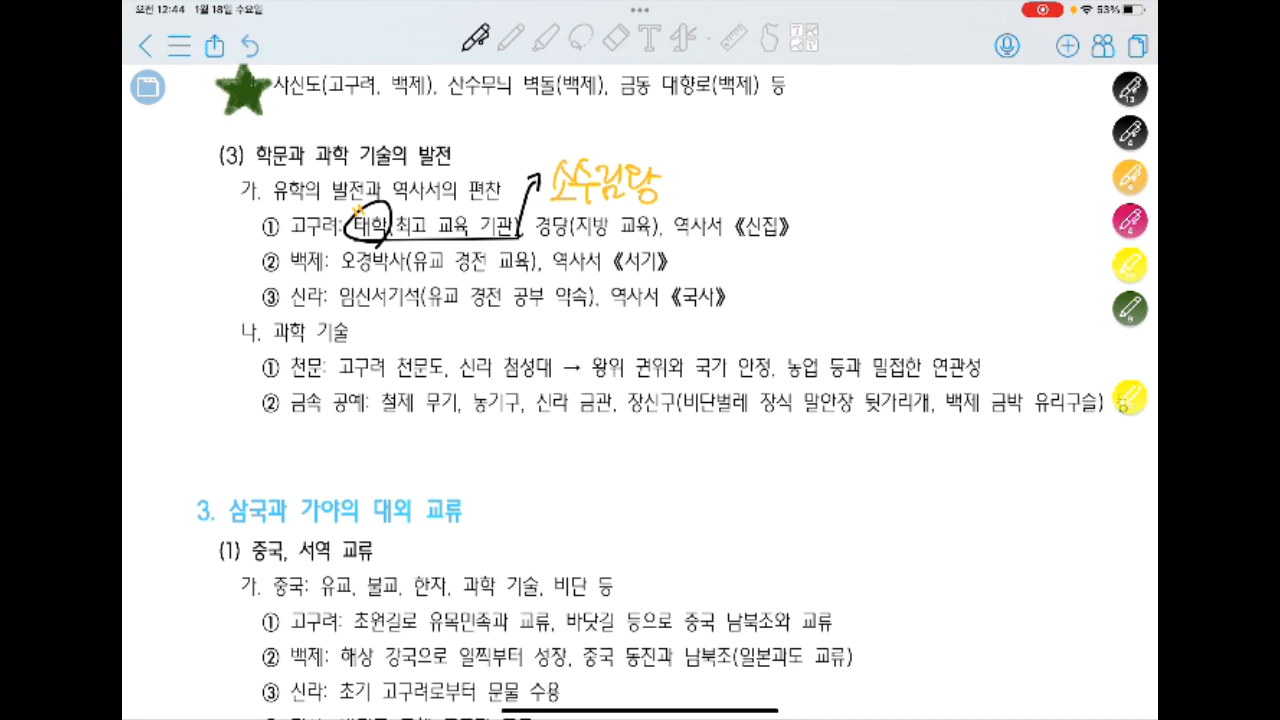 오전 12:44 1월 18일 수요일 53%
사신도(고구려, 백제), 산수무늬 벽돌(백제), 금동 대향로(백제) 등
(3) 학문과 과학 기술의 발전
소수림왕
가. 유학의 발전과 역사서의 편찬
① 고구려: 태학(최고 교육 기관), 경당(지방 교육), 역사서 《신집》
② 백제: 오경박사(유교 경전 교육), 역사서 《서기》
③ 신라: 임신서기석(유교 경전 공부 약속), 역사서 《국사》
나. 과학 기술
① 천문: 고구려 천문도, 신라 첨성대 → 왕위 권위와 국가 안정, 농업 등과 밀접한 연관성
② 금속 공예: 철제 무기, 농기구, 신라 금관, 장신구(비단벌레 장식 말안장 뒷가리개, 백제 금박 유리구슬) 등
3. 삼국과 가야의 대외 교류
(1) 중국, 서역 교류
가. 중국: 유교, 불교, 한자, 과학 기술, 비단 등
① 고구려: 초원길로 유목민족과 교류, 바닷길 등으로 중국 남북조와 교류
② 백제: 해상 강국으로 일찍부터 성장, 중국 동진과 남북조(일본과도 교류)
③ 신라: 초기 고구려로부터 문물 수용